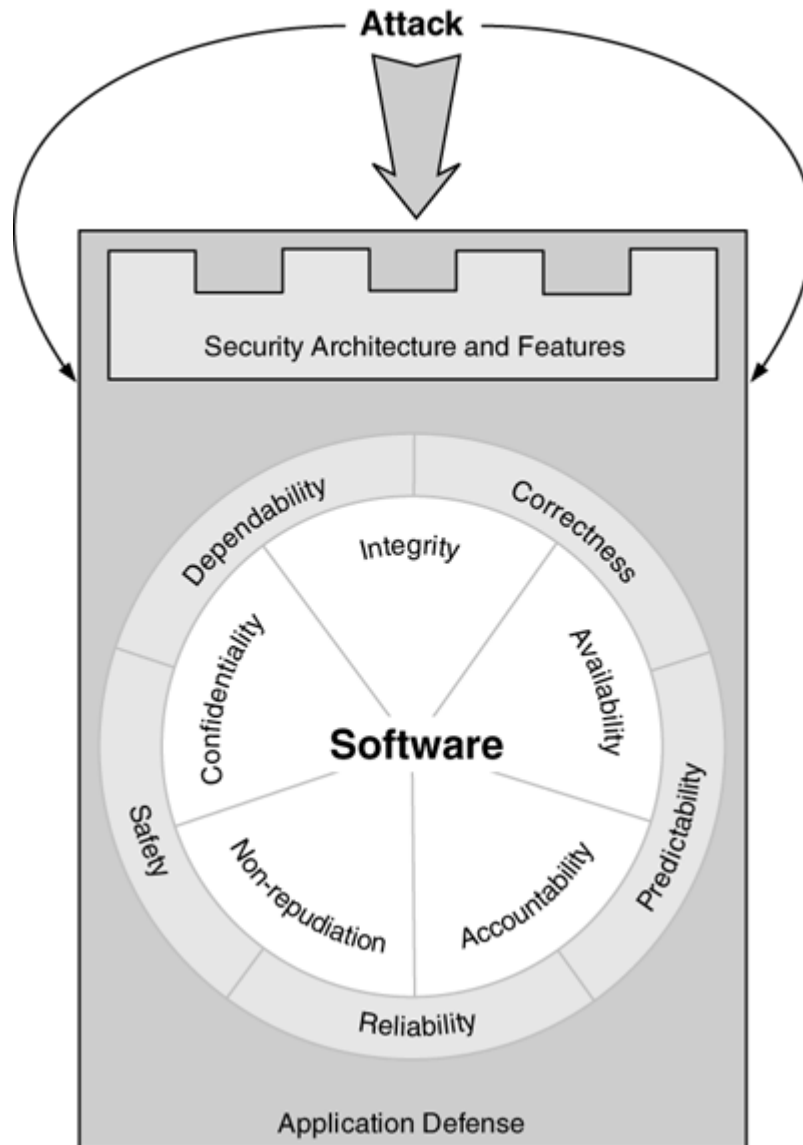 Attack
Security Architecture and Features
Dependability
Correctness
Integrity
Confidentiality
Availability
Software
Safety
Predictability
Non-repudiation
Accountability
Reliability
Application Defense